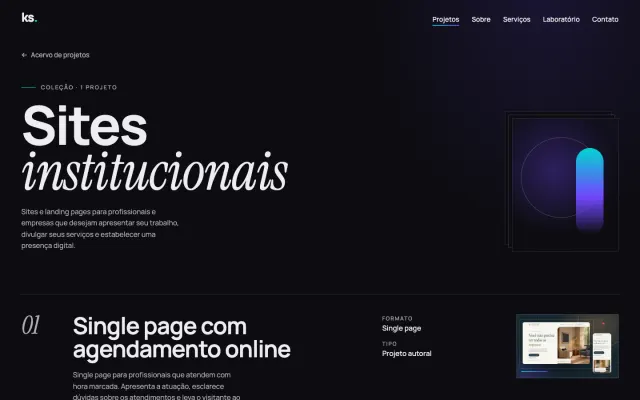 ks.
Projetos Sobre Serviços Laboratório Contato
← Acervo de projetos
COLEÇÃO · 1 PROJETO
Sites
institucionais
Sites e landing pages para profissionais e
empresas que desejam apresentar seu trabalho,
divulgar seus serviços e estabelecer uma
presença digital.
01
Single page com
agendamento online
Single page para profissionais que atendem com
hora marcada. Apresenta a atuação, esclarece
dúvidas sobre os atendimentos e leva o visitante ao
FORMATO
Single page
TIPO
Projeto autoral